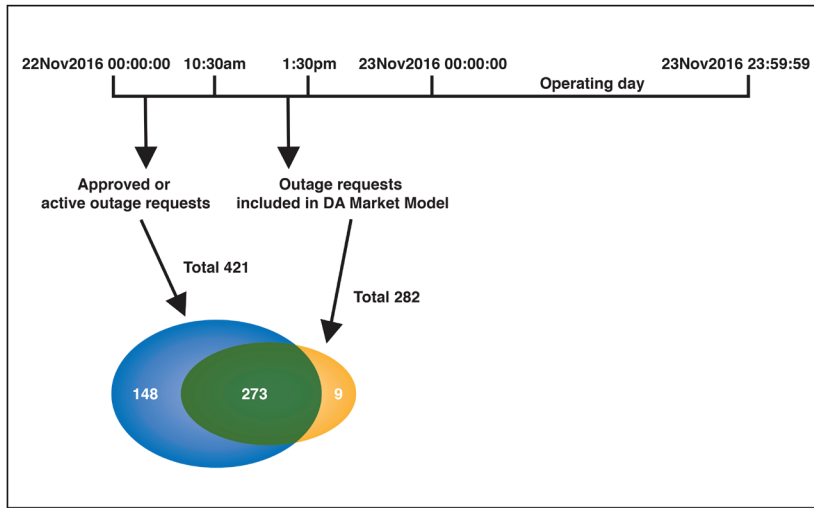 22Nov2016 00:00:00 10:30am 1:30pm 23Nov2016 00:00:00 23Nov2016 23:59:59
Operating day
Approved or
active outage requests
Outage requests
included in DA Market Model
Total 421
Total 282
148 273 9